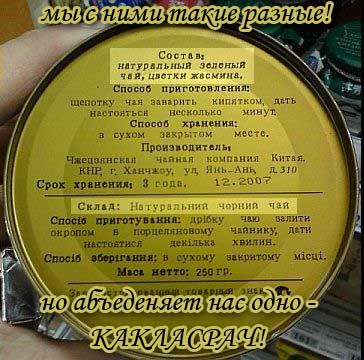 мы с ними такие разные!
Состав:
натуральный зеленый
чай, цветки жасмина.
Способ приготовления:
щепотку чая заварить кипятком, дать
настояться несколько минут.
Способ хранения:
в сухом закрытом месте.
Производитель:
Чжецзянская чайная компания Китая.
КНР, г. Ханчжоу, ул. Янь-Ань, д.310
Срок хранения: 3 года. 12.2007
Склад: Натуральний чорний чай
Спосіб приготування: дрібку чаю залити
окропом в порцеляновому чайнику, дати
настоятися декілька хвилин.
Спосіб зберігання: в сухому закритому місці.
Маса нетто: 250 ГР.
товарный знак
но абъеденяет нас одно -
КАКЛАСРАЧ!